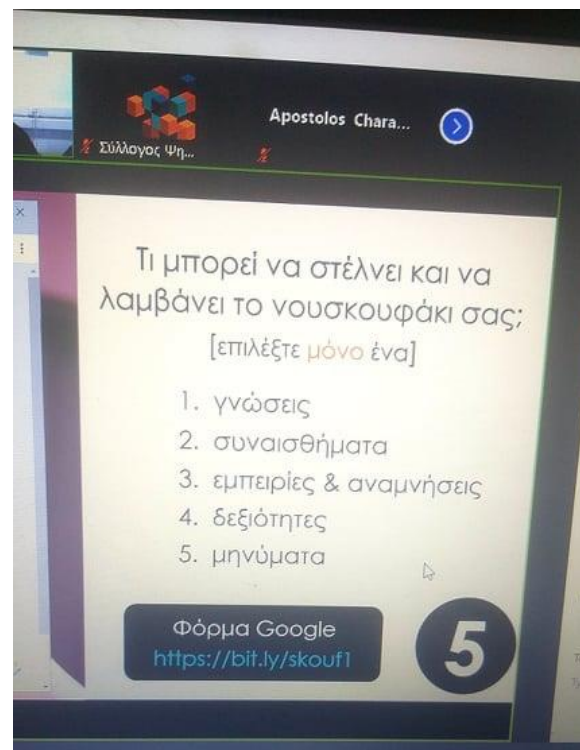 Apostolos Chara...
Σύλλογος Ψη...
Τι μπορεί να στέλνει και να
λαμβάνει το νουσκουφάκι σας;
[επιλέξτε μόνο ένα]
1. γνώσεις
2. συναισθήματα
3. εμπειρίες & αναμνήσεις
4. δεξιότητες
5. μηνύματα
Φόρμα Google
https://bit.ly/skouf1
5